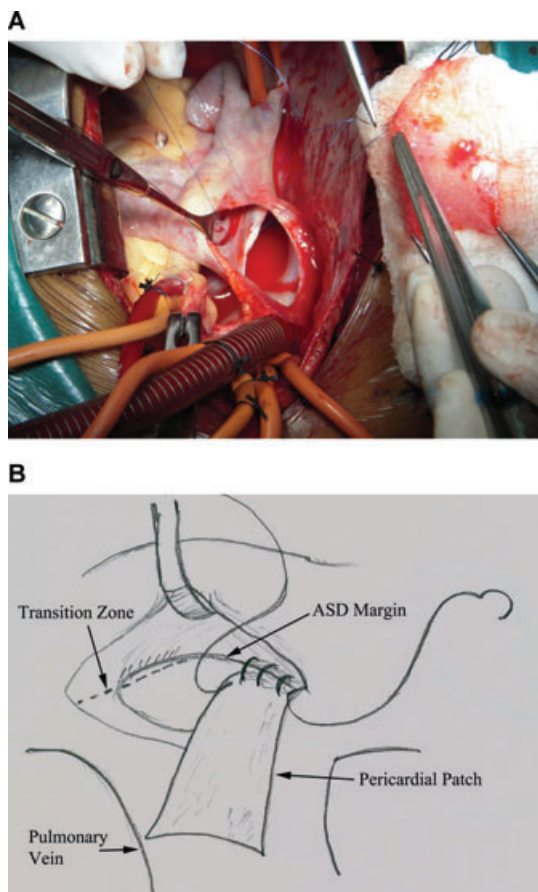 A
B
Transition Zone
ASD Margin
Pericardial Patch
Pulmonary
Vein